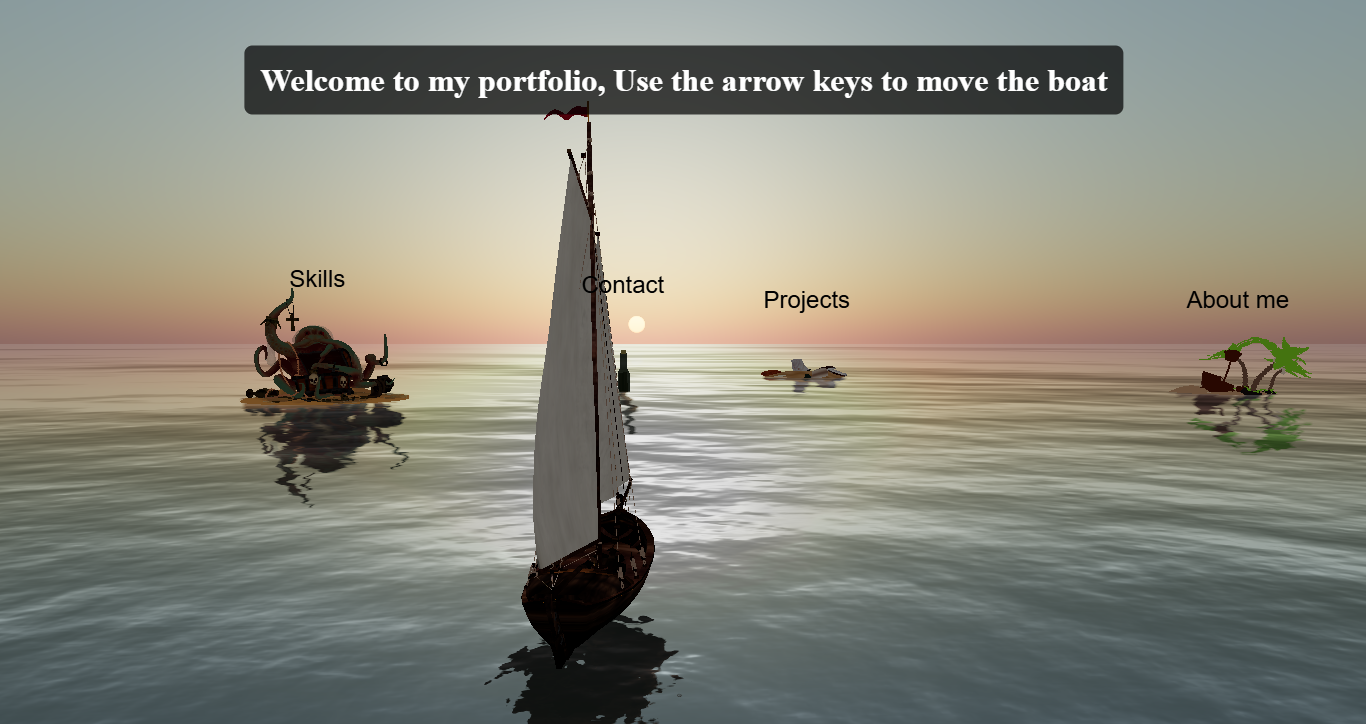 Welcome to my portfolio, Use the arrow keys to move the boat
Skills
Contact
Projects
About me